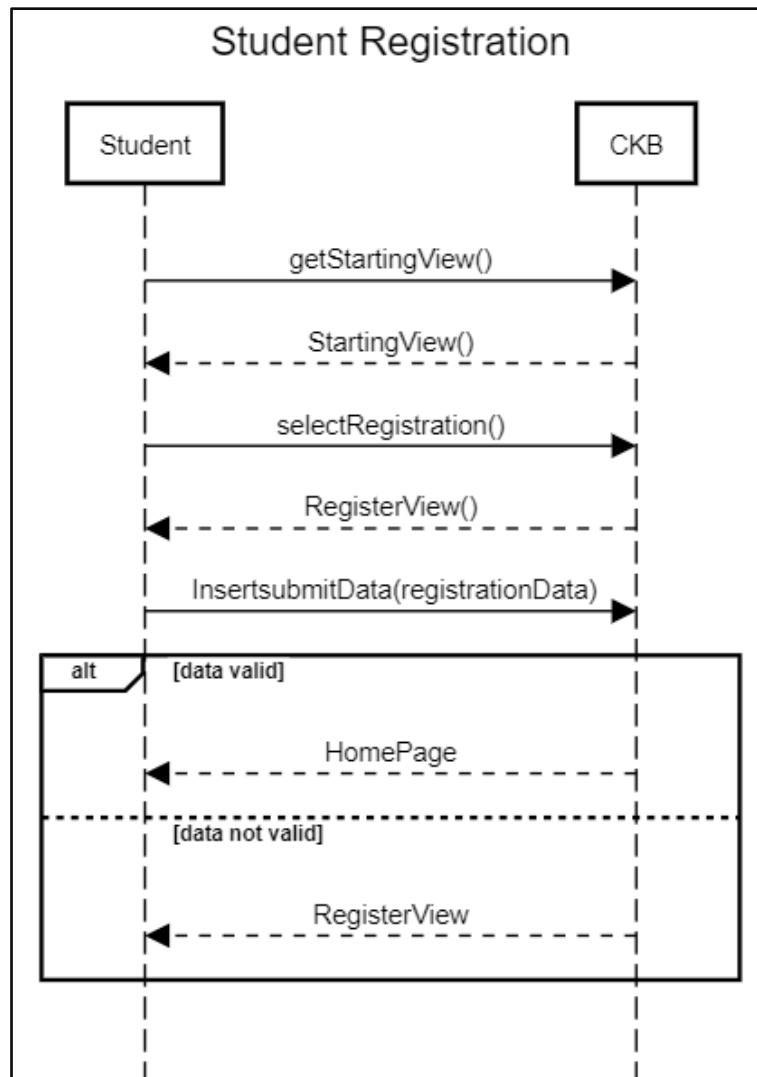 Student Registration
Student
CKB
getStartingView()
StartingView()
selectRegistration()
RegisterView()
InsertsubmitData(registrationData)
alt
[data valid]
HomePage
[data not valid]
RegisterView